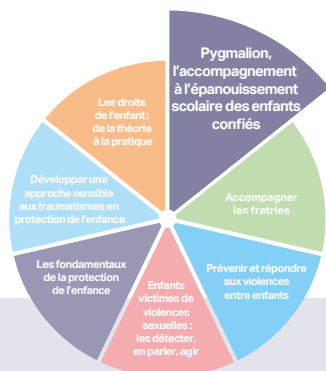 Pygmalion,
l'accompagnement
à l'épanouissement
scolaire des enfants
confiés
Accompagner
les fratries
Prévenir et répondre
aux violences
entre enfants
Enfants
victimes de
violences
sexuelles :
les détecter,
en parler, agir
Les fondamentaux
de la protection
de l'enfance
Développer une
approche sensible
aux traumatismes en
protection de l'enfance
Les droits
de l'enfant :
de la théorie
à la pratique